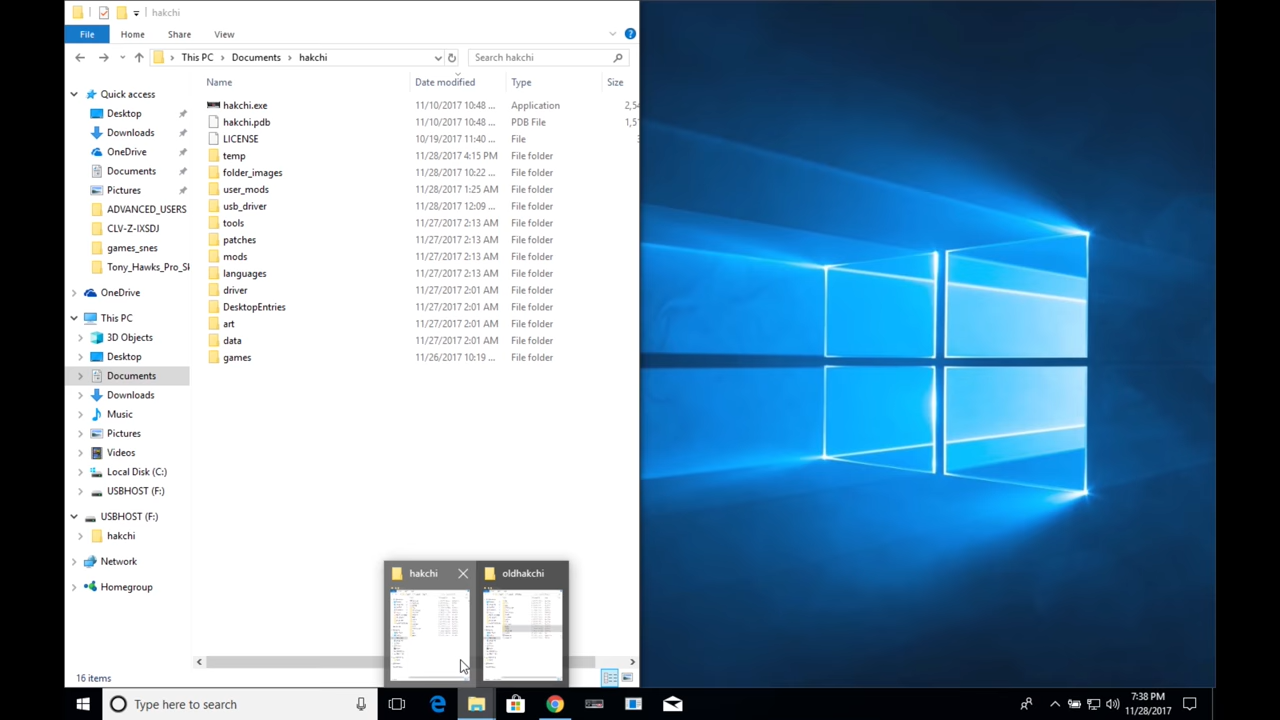 hakchi
File Home Share View
This PC Documents hakchi Search hakchi
Name Date modified Type Size
hakchi.exe 11/10/2017 10:48 ... Application 2,5
hakchi.pdb 11/10/2017 10:48 ... PDB File 1,5
LICENSE 10/19/2017 11:40 ... File
temp 11/28/2017 4:15 PM File folder
folder_images 11/28/2017 10:22 ... File folder
user_mods 11/28/2017 1:25 AM File folder
usb_driver 11/28/2017 12:09 ... File folder
tools 11/27/2017 2:13 AM File folder
patches 11/27/2017 2:13 AM File folder
mods 11/27/2017 2:13 AM File folder
languages 11/27/2017 2:13 AM File folder
driver 11/27/2017 2:01 AM File folder
DesktopEntries 11/27/2017 2:01 AM File folder
art 11/27/2017 2:01 AM File folder
data 11/27/2017 2:01 AM File folder
games 11/26/2017 10:19 ... File folder
Quick access
Desktop
Downloads
OneDrive
Documents
Pictures
ADVANCED_USERS
CLV-Z-IXSDJ
games_snes
Tony_Hawks_Pro_Sk
OneDrive
This PC
3D Objects
Desktop
Documents
Downloads
Music
Pictures
Videos
Local Disk (C:)
USBHOST (F:)
USBHOST (F:)
hakchi
Network
Homegroup
hakchi oldhakchi
16 items
Type here to search
7:38 PM
11/28/2017